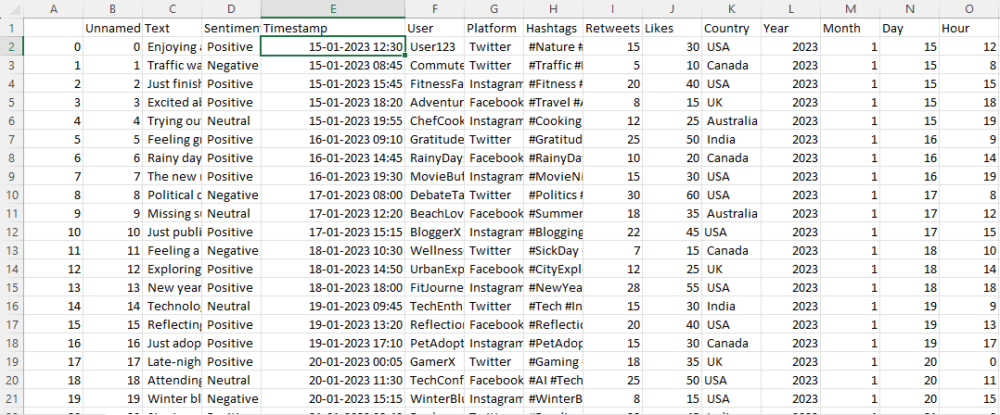 A B C D E F G H I J K L M N O
1 Unnamed Text Sentimen Timestamp User Platform Hashtags Retweets Likes Country Year Month Day Hour
2 0 0 Enjoying Positive 15-01-2023 12:30 User123 Twitter #Nature # 15 30 USA 2023 1 15 12
3 1 1 Traffic wa Negative 15-01-2023 08:45 Commute Twitter #Traffic # 5 10 Canada 2023 1 15 8
4 2 2 Just finish Positive 15-01-2023 15:45 FitnessFa Instagram #Fitness # 20 40 USA 2023 1 15 15
5 3 3 Excited al Positive 15-01-2023 18:20 Adventur Facebook #Travel #A 8 15 UK 2023 1 15 18
6 4 4 Trying ou Neutral 15-01-2023 19:55 ChefCook Instagram #Cooking 12 25 Australia 2023 1 15 19
7 5 5 Feeling g Positive 16-01-2023 09:10 Gratitude Twitter #Gratitud 25 50 India 2023 1 16 9
8 6 6 Rainy day Positive 16-01-2023 14:45 RainyDay Facebook #RainyDa 10 20 Canada 2023 1 16 14
9 7 7 The new Positive 16-01-2023 19:30 MovieBuf Instagram #MovieNi 15 30 USA 2023 1 16 19
10 8 8 Political Negative 17-01-2023 08:00 DebateTa Twitter #Politics # 30 60 USA 2023 1 17 8
11 9 9 Missing s Neutral 17-01-2023 12:20 BeachLov Facebook #Summer 18 35 Australia 2023 1 17 12
12 10 10 Just publi Positive 17-01-2023 15:15 BloggerX Instagram #Blogging 22 45 USA 2023 1 17 15
13 11 11 Feeling a Negative 18-01-2023 10:30 Wellness Twitter #SickDay 7 15 Canada 2023 1 18 10
14 12 12 Exploring Positive 18-01-2023 14:50 UrbanExp Facebook #CityExpl 12 25 UK 2023 1 18 14
15 13 13 New year Positive 18-01-2023 18:00 FitJourne Instagram #NewYea 28 55 USA 2023 1 18 18
16 14 14 Technolo Neutral 19-01-2023 09:45 TechEnth Twitter #Tech #In 15 30 India 2023 1 19 9
17 15 15 Reflecting Positive 19-01-2023 13:20 Reflectio Facebook #Reflectio 20 40 USA 2023 1 19 13
18 16 16 Just adop Positive 19-01-2023 17:10 PetAdopt Instagram #PetAdop 15 30 Canada 2023 1 19 17
19 17 17 Late-nigh Positive 20-01-2023 00:05 GamerX Twitter #Gaming 18 35 UK 2023 1 20 0
20 18 18 Attending Neutral 20-01-2023 11:30 TechConf Facebook #AI #Tech 25 50 USA 2023 1 20 11
21 19 19 Winter bl Negative 20-01-2023 15:15 WinterBlu Instagram #WinterB 8 15 USA 2023 1 20 15